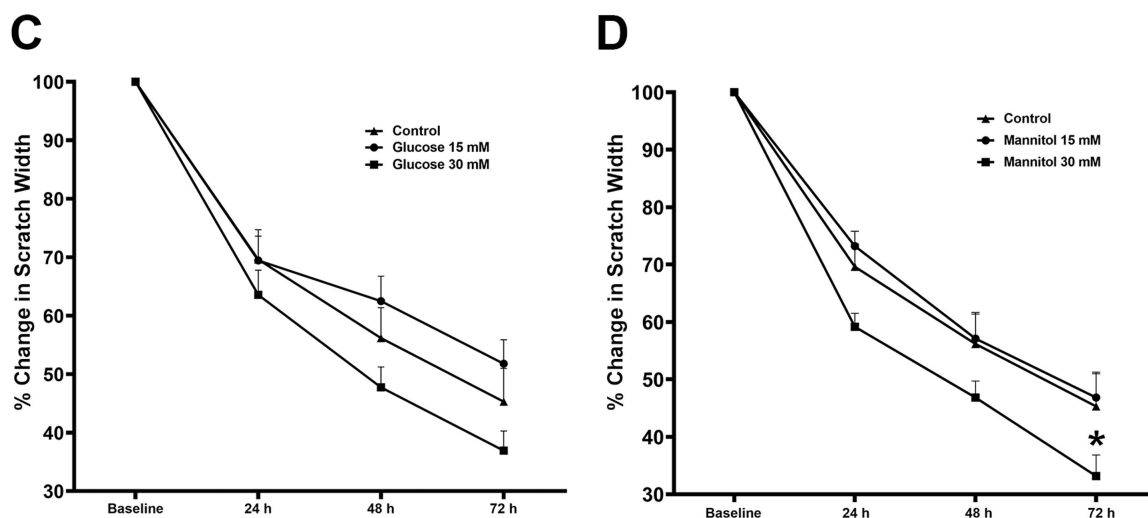 C
% Change in Scratch Width
100
90
80
70
60
50
40
30
Control
Glucose 15 mM
Glucose 30 mM
Baseline
24 h
48 h
72 h
D
% Change in Scratch Width
100
90
80
70
60
50
40
30
Control
Mannitol 15 mM
Mannitol 30 mM
*
Baseline
24 h
48 h
72 h